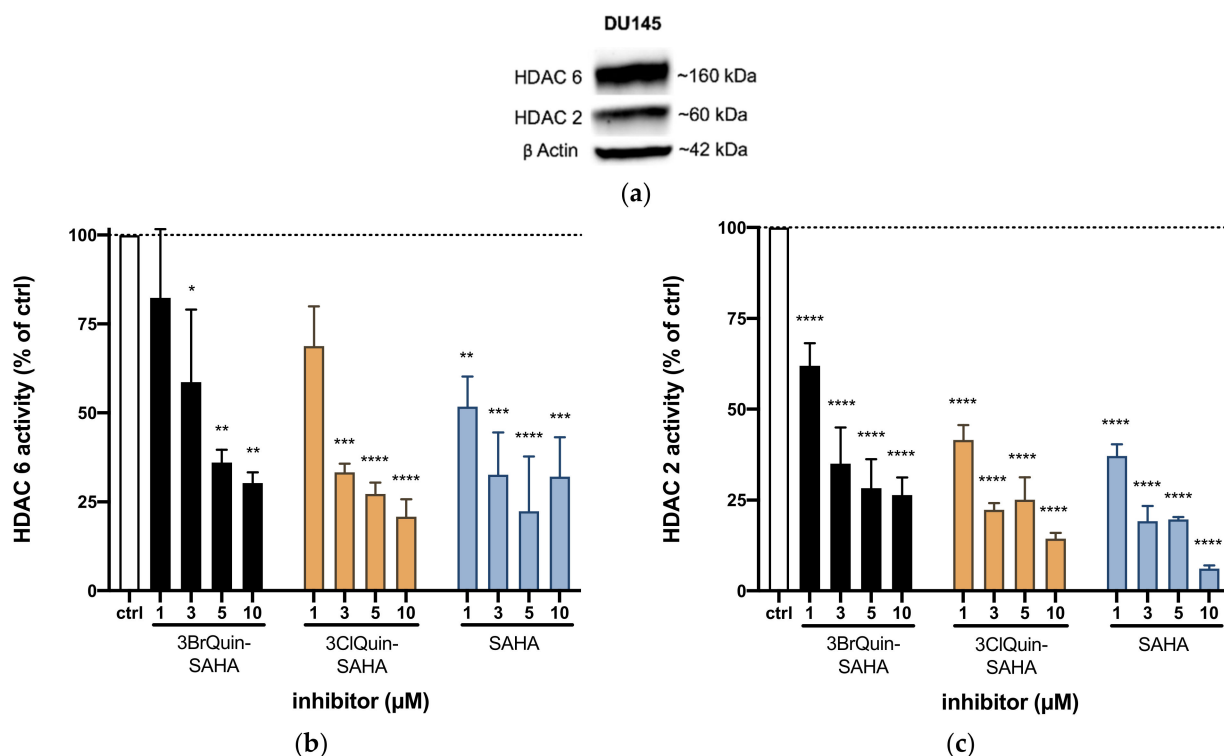 DU145
HDAC 6 ~160 kDa
HDAC 2 ~60 kDa
β Actin ~42 kDa
(a)
HDAC 6 activity (% of ctrl)
100
75
50
25
0
* ** **
*** **** ****
** *** **** ***
ctrl 1 3 5 10 1 3 5 10 1 3 5 10
3BrQuin-
SAHA
3ClQuin-
SAHA
SAHA
inhibitor (µM)
(b)
HDAC 2 activity (% of ctrl)
100
75
50
25
0
**** **** **** ****
**** **** **** ****
**** **** **** ****
ctrl 1 3 5 10 1 3 5 10 1 3 5 10
3BrQuin-
SAHA
3ClQuin-
SAHA
SAHA
inhibitor (µM)
(c)